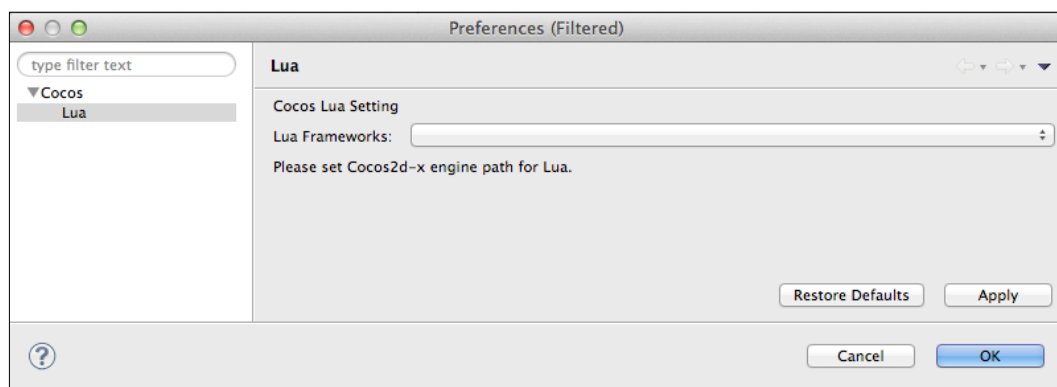 Preferences (Filtered)
type filter text
Cocos
Lua
Lua
Cocos Lua Setting
Lua Frameworks:
Please set Cocos2d-x engine path for Lua.
Restore Defaults
Apply
?
Cancel
OK